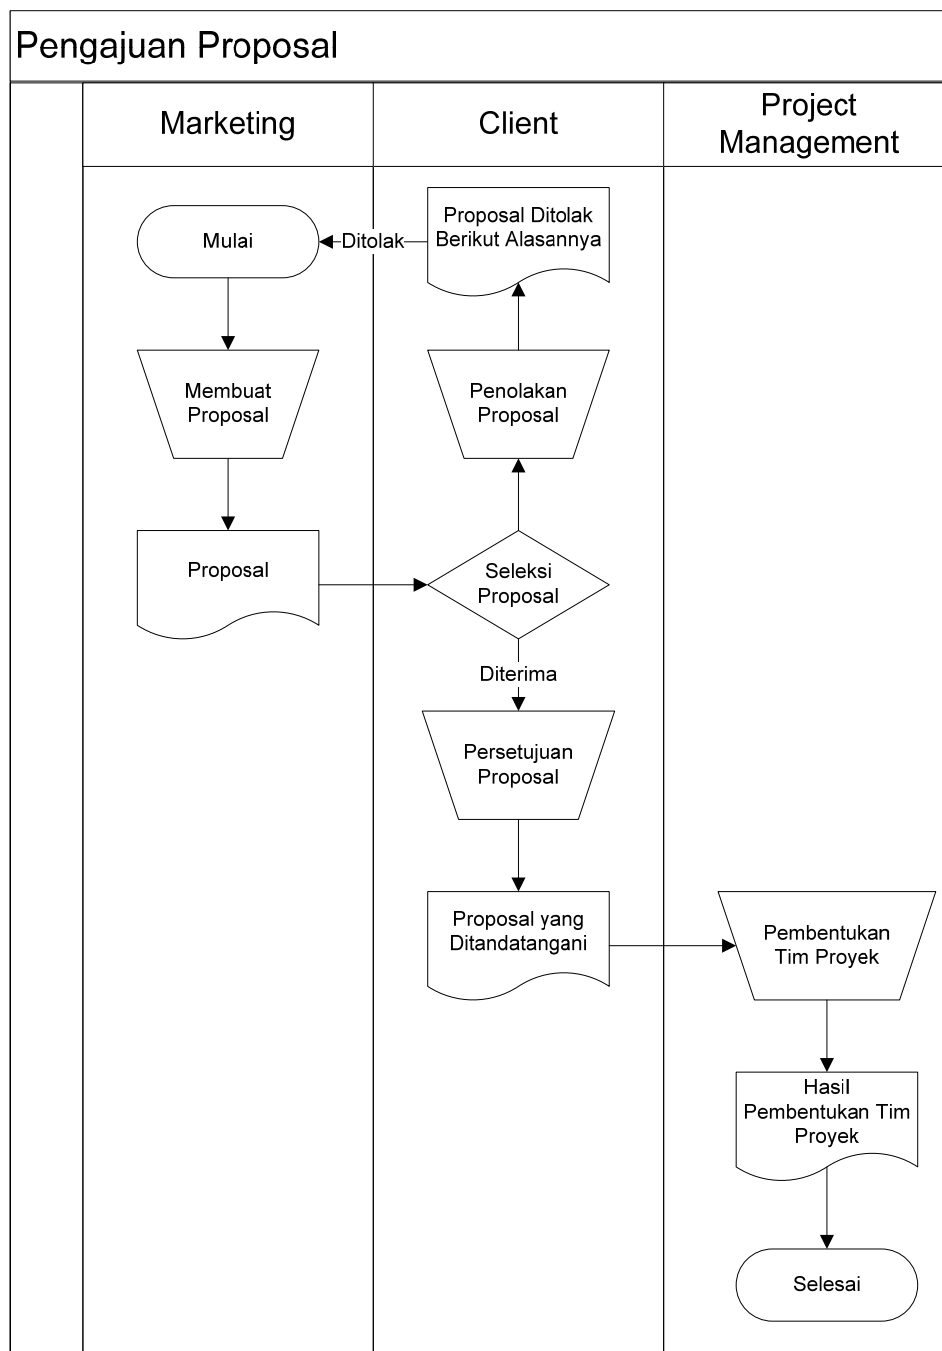 Pengajuan Proposal
Marketing
Client
Project
Management
Mulai
Ditolak
Proposal Ditolak
Berikut Alasannya
Membuat
Proposal
Penolakan
Proposal
Proposal
Seleksi
Proposal
Diterima
Persetujuan
Proposal
Proposal yang
Ditandatangani
Pembentukan
Tim Proyek
Hasil
Pembentukan Tim
Proyek
Selesai